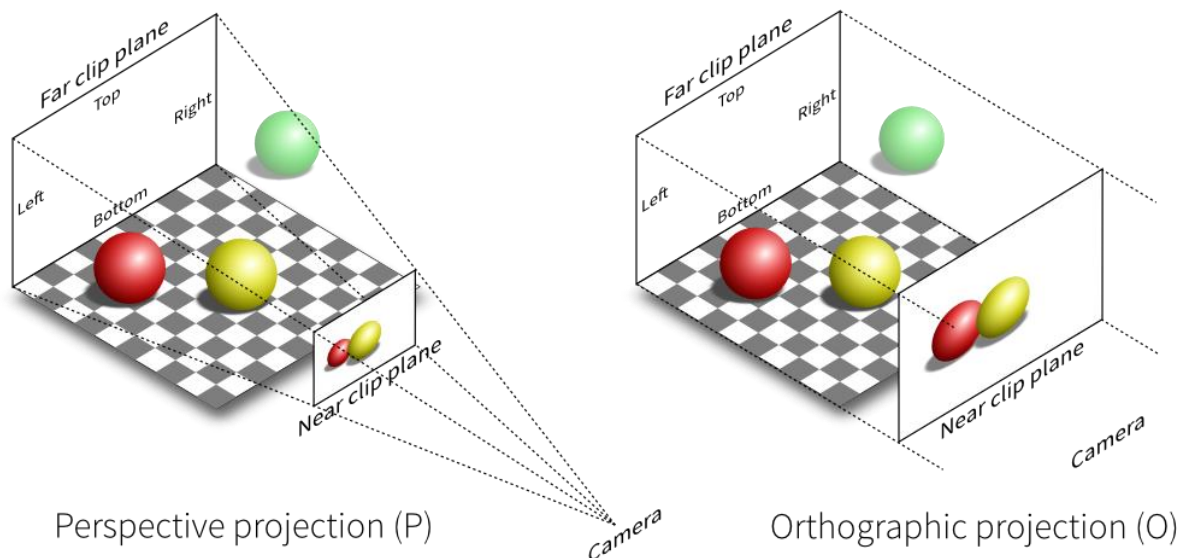 Far clip plane
Top
Right
Left
Bottom
Near clip plane
Camera
Perspective projection (P)
Far clip plane
Top
Right
Left
Bottom
Near clip plane
Camera
Orthographic projection (O)